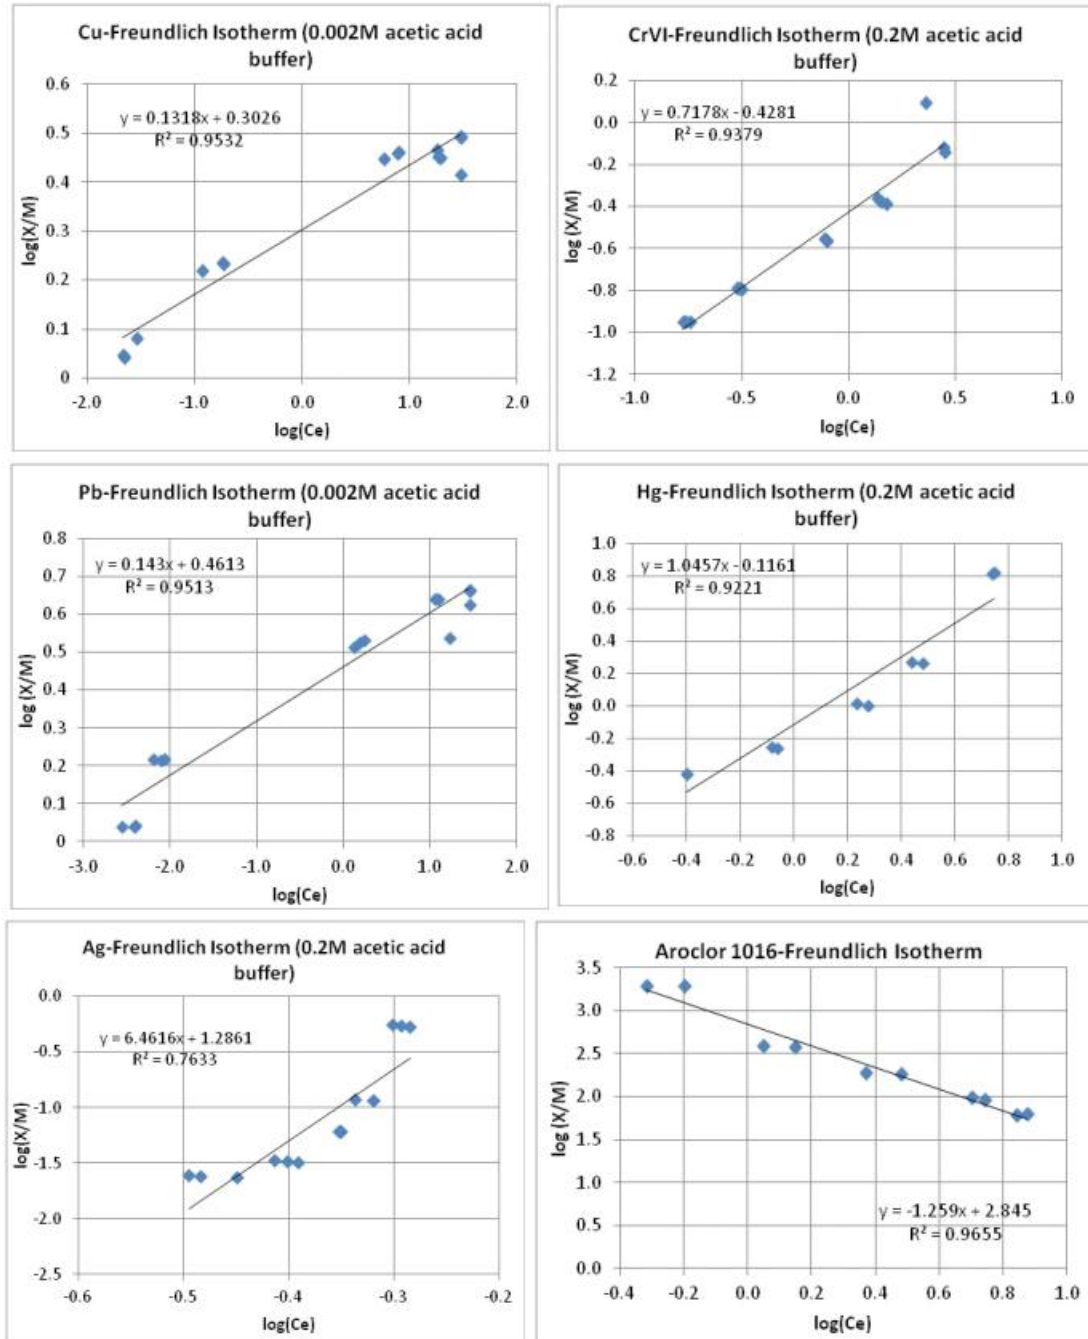 Cu-Freundlich Isotherm (0.002M acetic acid
buffer)
y = 0.1318x + 0.3026
R² = 0.9532
log(X/M)
0.6
0.5
0.4
0.3
0.2
0.1
0
-2.0 -1.0 0.0 1.0 2.0
log(Ce)
CrVI-Freundlich Isotherm (0.2M acetic acid
buffer)
y = 0.7178x - 0.4281
R² = 0.9379
log (X/M)
0.2
0.0
-0.2
-0.4
-0.6
-0.8
-1.0
-1.2
-1.0 -0.5 0.0 0.5 1.0
log(Ce)
Pb-Freundlich Isotherm (0.002M acetic acid
buffer)
y = 0.143x + 0.4613
R² = 0.9513
log (X/M)
0.8
0.7
0.6
0.5
0.4
0.3
0.2
0.1
0
-3.0 -2.0 -1.0 0.0 1.0 2.0
log(Ce)
Hg-Freundlich Isotherm (0.2M acetic acid
buffer)
y = 1.0457x - 0.1161
R² = 0.9221
log (X/M)
1.0
0.8
0.6
0.4
0.2
0.0
-0.2
-0.4
-0.6
-0.8
-0.6 -0.4 -0.2 0.0 0.2 0.4 0.6 0.8 1.0
log(Ce)
Ag-Freundlich Isotherm (0.2M acetic acid
buffer)
y = 6.4616x + 1.2861
R² = 0.7633
log(X/M)
0.0
-0.5
-1.0
-1.5
-2.0
-2.5
-0.6 -0.5 -0.4 -0.3 -0.2
log(Ce)
Aroclor 1016-Freundlich Isotherm
log (X/M)
3.5
3.0
2.5
2.0
1.5
1.0
0.5
0.0
y = -1.259x + 2.845
R² = 0.9655
-0.4 -0.2 0.0 0.2 0.4 0.6 0.8 1.0
log(Ce)